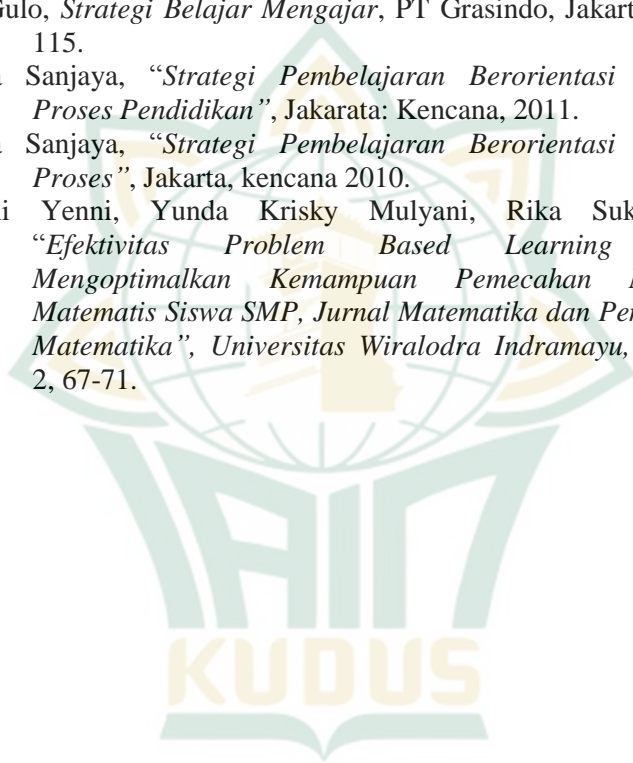 Gulo, Strategi Belajar Mengajar, PT Grasindo, Jakart
115.
Sanjaya, “Strategi Pembelajaran Berorientasi
Proses Pendidikan”, Jakarata: Kencana, 2011.
Sanjaya, “Strategi Pembelajaran Berorientasi
Proses”, Jakarta, kencana 2010.
Yenni, Yunda Krisky Mulyani, Rika Suk
“Efektivitas Problem Based Learning
Mengoptimalkan Kemampuan Pemecahan
Matematis Siswa SMP, Jurnal Matematika dan Per
Matematika”, Universitas Wiralodra Indramayu,
2, 67-71.
IAIN
KUDUS